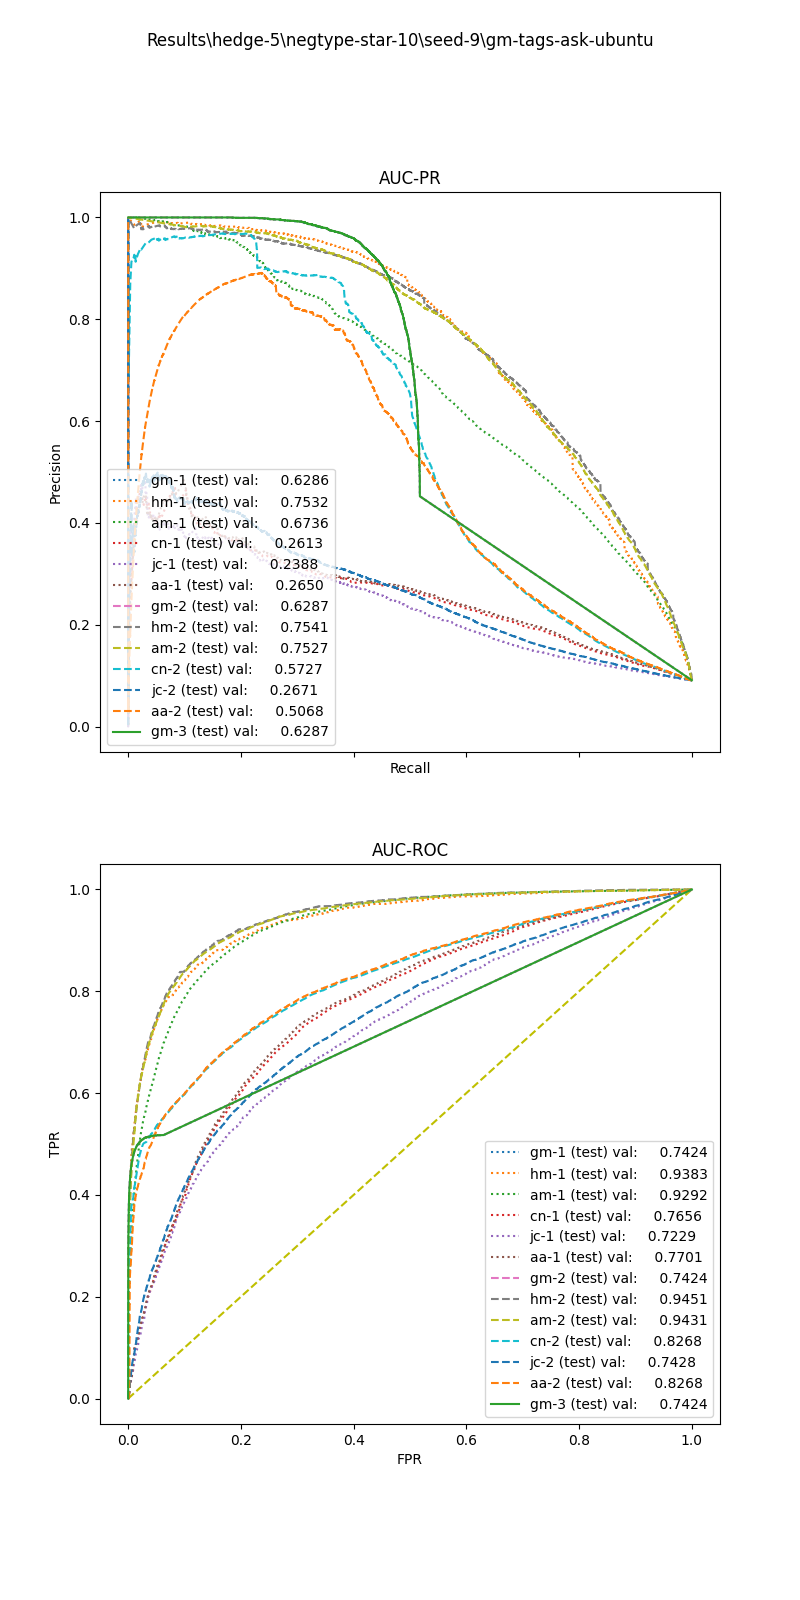 Results\hedge-5\negtype-star-10\seed-9\gm-tags-ask-ubuntu
AUC-PR
1.0
0.8
0.6
0.4
0.2
0.0
Precision
gm-1 (test) val: 0.6286
hm-1 (test) val: 0.7532
am-1 (test) val: 0.6736
cn-1 (test) val: 0.2613
jc-1 (test) val: 0.2388
aa-1 (test) val: 0.2650
gm-2 (test) val: 0.6287
hm-2 (test) val: 0.7541
am-2 (test) val: 0.7527
cn-2 (test) val: 0.5727
jc-2 (test) val: 0.2671
aa-2 (test) val: 0.5068
gm-3 (test) val: 0.6287
Recall
AUC-ROC
1.0
0.8
0.6
0.4
0.2
0.0
TPR
gm-1 (test) val: 0.7424
hm-1 (test) val: 0.9383
am-1 (test) val: 0.9292
cn-1 (test) val: 0.7656
jc-1 (test) val: 0.7229
aa-1 (test) val: 0.7701
gm-2 (test) val: 0.7424
hm-2 (test) val: 0.9451
am-2 (test) val: 0.9431
cn-2 (test) val: 0.8268
jc-2 (test) val: 0.7428
aa-2 (test) val: 0.8268
gm-3 (test) val: 0.7424
0.0 0.2 0.4 0.6 0.8 1.0
FPR